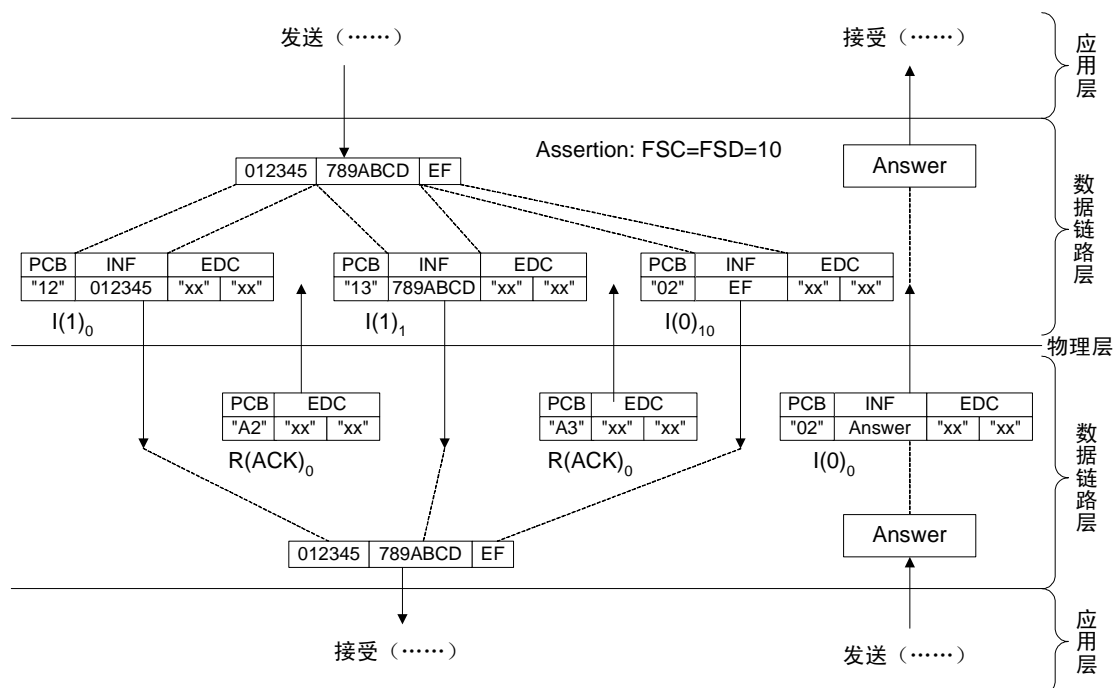 发送（……）
接受（……）
应用层
Assertion: FSC=FSD=10
012345 789ABCD EF
Answer
数据链路层
PCB INF EDC
"12" 012345 "xx" "xx"
I(1)0
PCB INF EDC
"13" 789ABCD "xx" "xx"
I(1)1
PCB INF EDC
"02" EF "xx" "xx"
I(0)10
物理层
PCB EDC
"A2" "xx" "xx"
R(ACK)0
PCB EDC
"A3" "xx" "xx"
R(ACK)0
PCB INF EDC
"02" Answer "xx" "xx"
I(0)0
数据链路层
012345 789ABCD EF
Answer
接受（……）
发送（……）
应用层